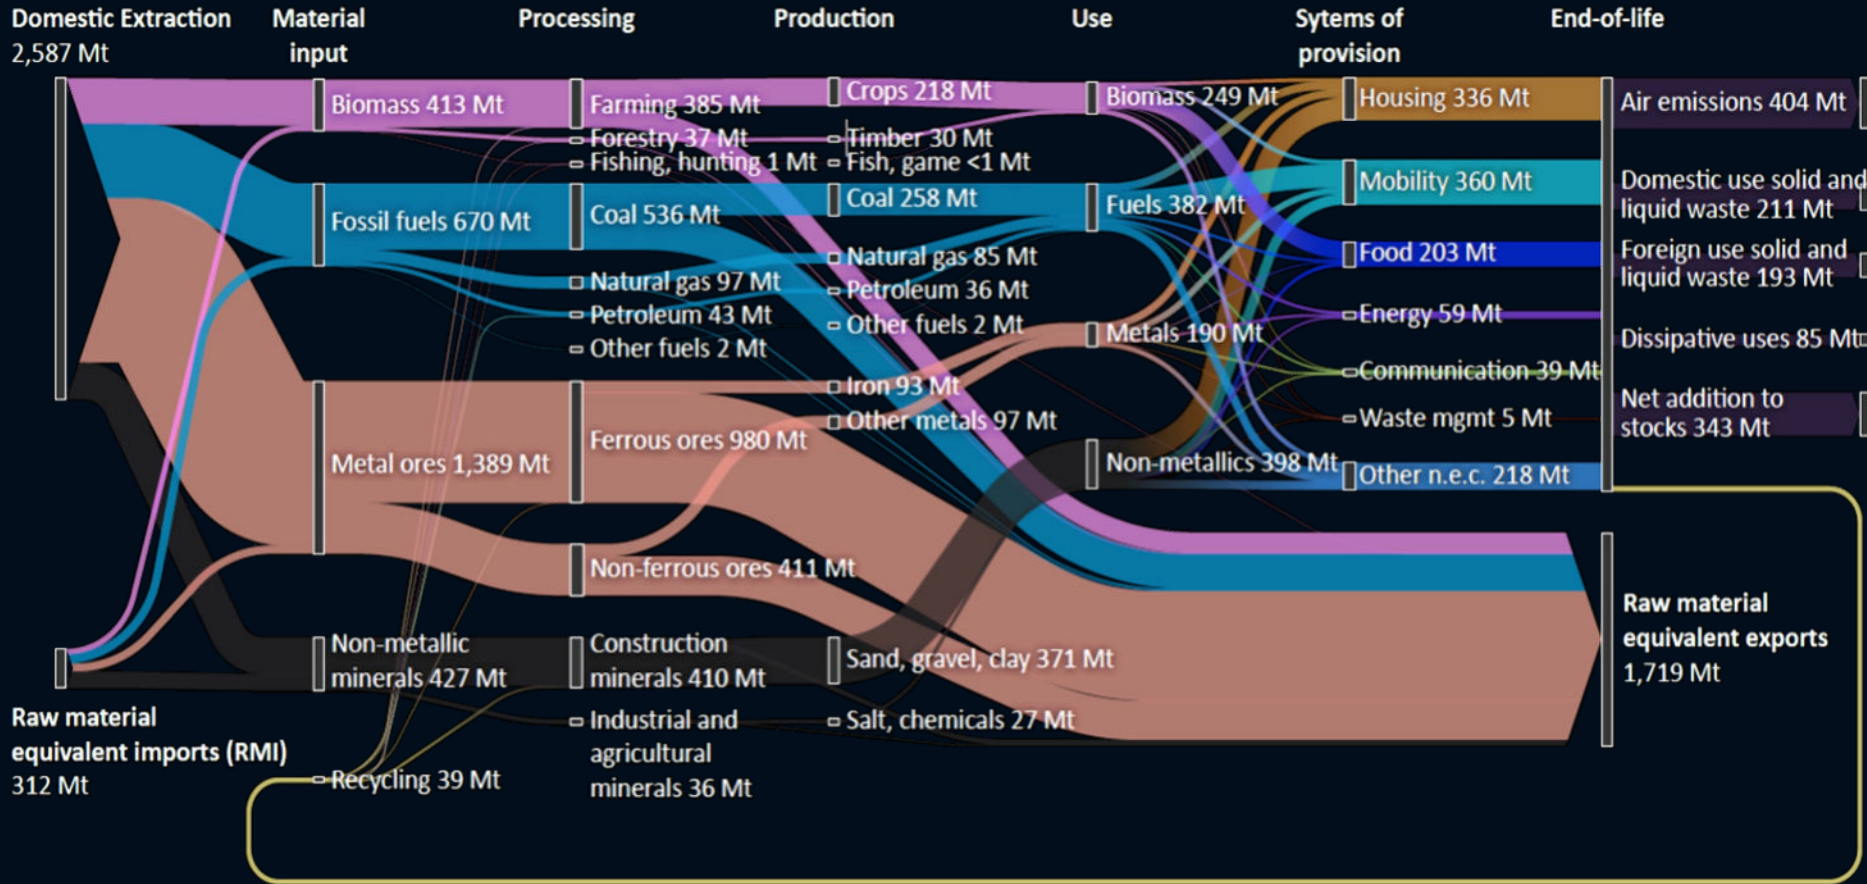 Domestic Extraction
2,587 Mt
Material
input
Processing
Production
Use
Sytems of
provision
End-of-life
Biomass 413 Mt
Fossil fuels 670 Mt
Metal ores 1,389 Mt
Non-metallic
minerals 427 Mt
Recycling 39 Mt
Raw material
equivalent imports (RMI)
312 Mt
Farming 385 Mt
Forestry 37 Mt
Fishing, hunting 1 Mt
Coal 536 Mt
Natural gas 97 Mt
Petroleum 43 Mt
Other fuels 2 Mt
Ferrous ores 980 Mt
Non-ferrous ores 411 Mt
Construction
minerals 410 Mt
Industrial and
agricultural
minerals 36 Mt
Crops 218 Mt
Timber 30 Mt
Fish, game <1 Mt
Coal 258 Mt
Natural gas 85 Mt
Petroleum 36 Mt
Other fuels 2 Mt
Iron 93 Mt
Other metals 97 Mt
Sand, gravel, clay 371 Mt
Salt, chemicals 27 Mt
Biomass 249 Mt
Fuels 382 Mt
Metals 190 Mt
Non-metallics 398 Mt
Housing 336 Mt
Mobility 360 Mt
Food 203 Mt
Energy 59 Mt
Communication 39 Mt
Waste mgmt 5 Mt
Other n.e.c. 218 Mt
Air emissions 404 Mt
Domestic use solid and
liquid waste 211 Mt
Foreign use solid and
liquid waste 193 Mt
Dissipative uses 85 Mt
Net addition to
stocks 343 Mt
Raw material
equivalent exports
1,719 Mt